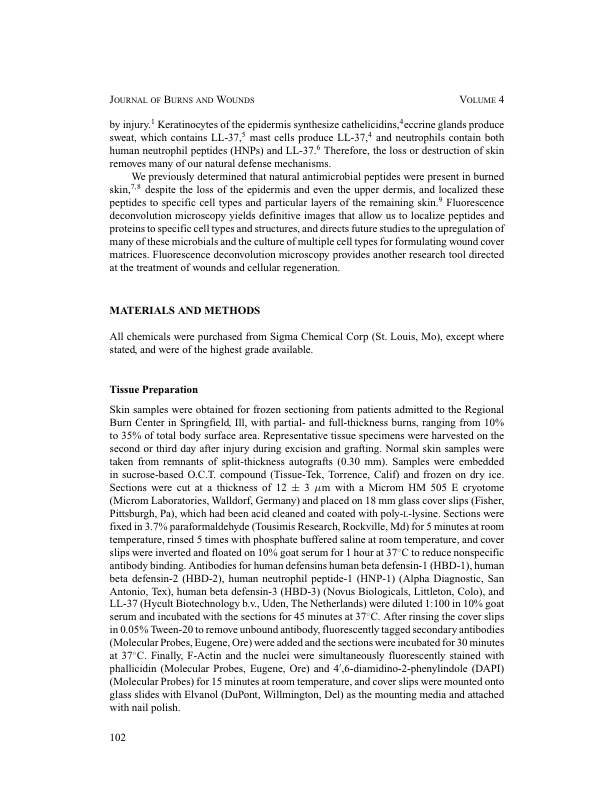 JOURNAL OF BURNS AND WOUNDS VOLUME 4
by injury.1 Keratinocytes of the epidermis synthesize cathelicidins,4eccrine glands produce
sweat, which contains LL-37,5 mast cells produce LL-37,4 and neutrophils contain both
human neutrophil peptides (HNPs) and LL-37.6 Therefore, the loss or destruction of skin
removes many of our natural defense mechanisms.
We previously determined that natural antimicrobial peptides were present in burned
skin,7,8 despite the loss of the epidermis and even the upper dermis, and localized these
peptides to specific cell types and particular layers of the remaining skin.9 Fluorescence
deconvolution microscopy yields definitive images that allow us to localize peptides and
proteins to specific cell types and structures, and directs future studies to the upregulation of
many of these microbials and the culture of multiple cell types for formulating wound cover
matrices. Fluorescence deconvolution microscopy provides another research tool directed
at the treatment of wounds and cellular regeneration.
MATERIALS AND METHODS
All chemicals were purchased from Sigma Chemical Corp (St. Louis, Mo), except where
stated, and were of the highest grade available.
Tissue Preparation
Skin samples were obtained for frozen sectioning from patients admitted to the Regional
Burn Center in Springfield, Ill, with partial- and full-thickness burns, ranging from 10%
to 35% of total body surface area. Representative tissue specimens were harvested on the
second or third day after injury during excision and grafting. Normal skin samples were
taken from remnants of split-thickness autografts (0.30 mm). Samples were embedded
in sucrose-based O.C.T. compound (Tissue-Tek, Torrence, Calif) and frozen on dry ice.
Sections were cut at a thickness of 12 ± 3 μm with a Microm HM 505 E cryotome
(Microm Laboratories, Walldorf, Germany) and placed on 18 mm glass cover slips (Fisher,
Pittsburgh, Pa), which had been acid cleaned and coated with poly-L-lysine. Sections were
fixed in 3.7% paraformaldehyde (Tousimis Research, Rockville, Md) for 5 minutes at room
temperature, rinsed 5 times with phosphate buffered saline at room temperature, and cover
slips were inverted and floated on 10% goat serum for 1 hour at 37°C to reduce nonspecific
antibody binding. Antibodies for human defensins human beta defensin-1 (HBD-1), human
beta defensin-2 (HBD-2), human neutrophil peptide-1 (HNP-1) (Alpha Diagnostic, San
Antonio, Tex), human beta defensin-3 (HBD-3) (Novus Biologicals, Littleton, Colo), and
LL-37 (Hycult Biotechnology b.v., Uden, The Netherlands) were diluted 1:100 in 10% goat
serum and incubated with the sections for 45 minutes at 37°C. After rinsing the cover slips
in 0.05% Tween-20 to remove unbound antibody, fluorescently tagged secondary antibodies
(Molecular Probes, Eugene, Ore) were added and the sections were incubated for 30 minutes
at 37°C. Finally, F-Actin and the nuclei were simultaneously fluorescently stained with
phallicidin (Molecular Probes, Eugene, Ore) and 4′,6-diamidino-2-phenylindole (DAPI)
(Molecular Probes) for 15 minutes at room temperature, and cover slips were mounted onto
glass slides with Elvanol (DuPont, Willmington, Del) as the mounting media and attached
with nail polish.
102